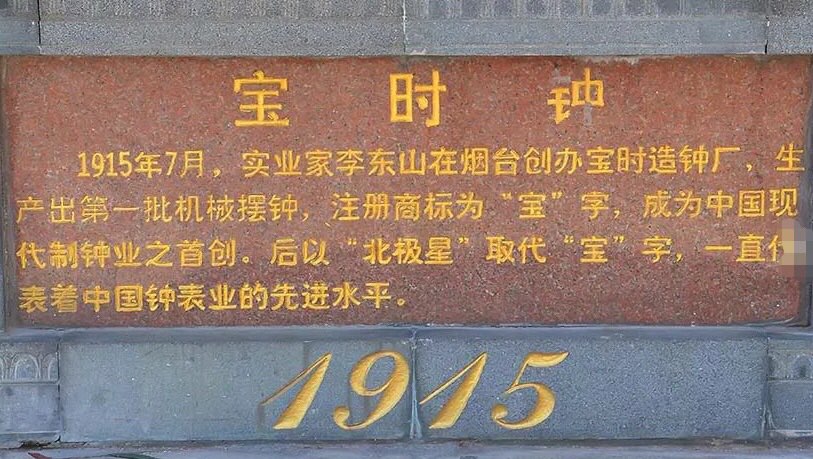 宝时钟
1915年7月，实业家李东山在烟台创办宝时造钟厂，生
产出第一批机械摆钟，注册商标为“宝”字，成为中国现
代制钟业之首创。后以“北极星”取代“宝”字，一直代
表着中国钟表业的先进水平。
1915